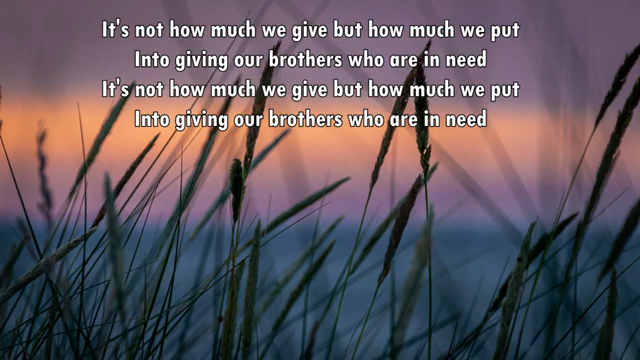 It's not how much we give but how much we put
Into giving our brothers who are in need
It's not how much we give but how much we put
Into giving our brothers who are in need